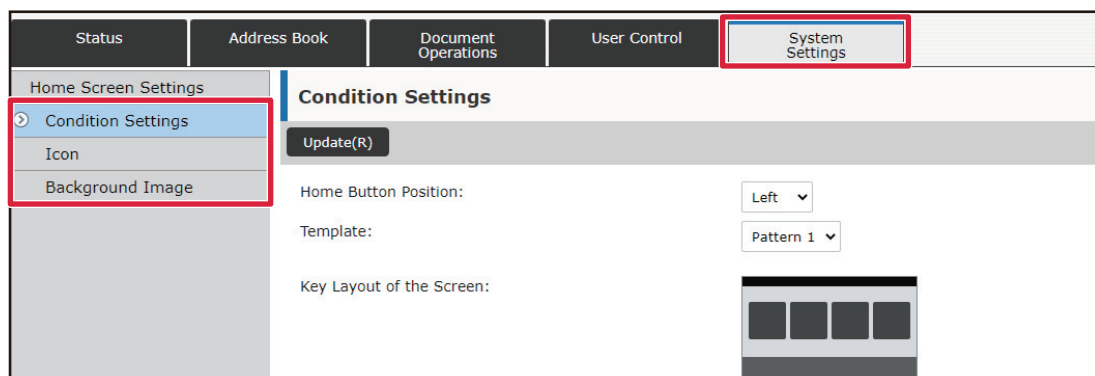 Status
Address Book
Document
Operations
User Control
System
Settings
Home Screen Settings
Condition Settings
Icon
Background Image
Condition Settings
Update(R)
Home Button Position:
Left
Template:
Pattern 1
Key Layout of the Screen: